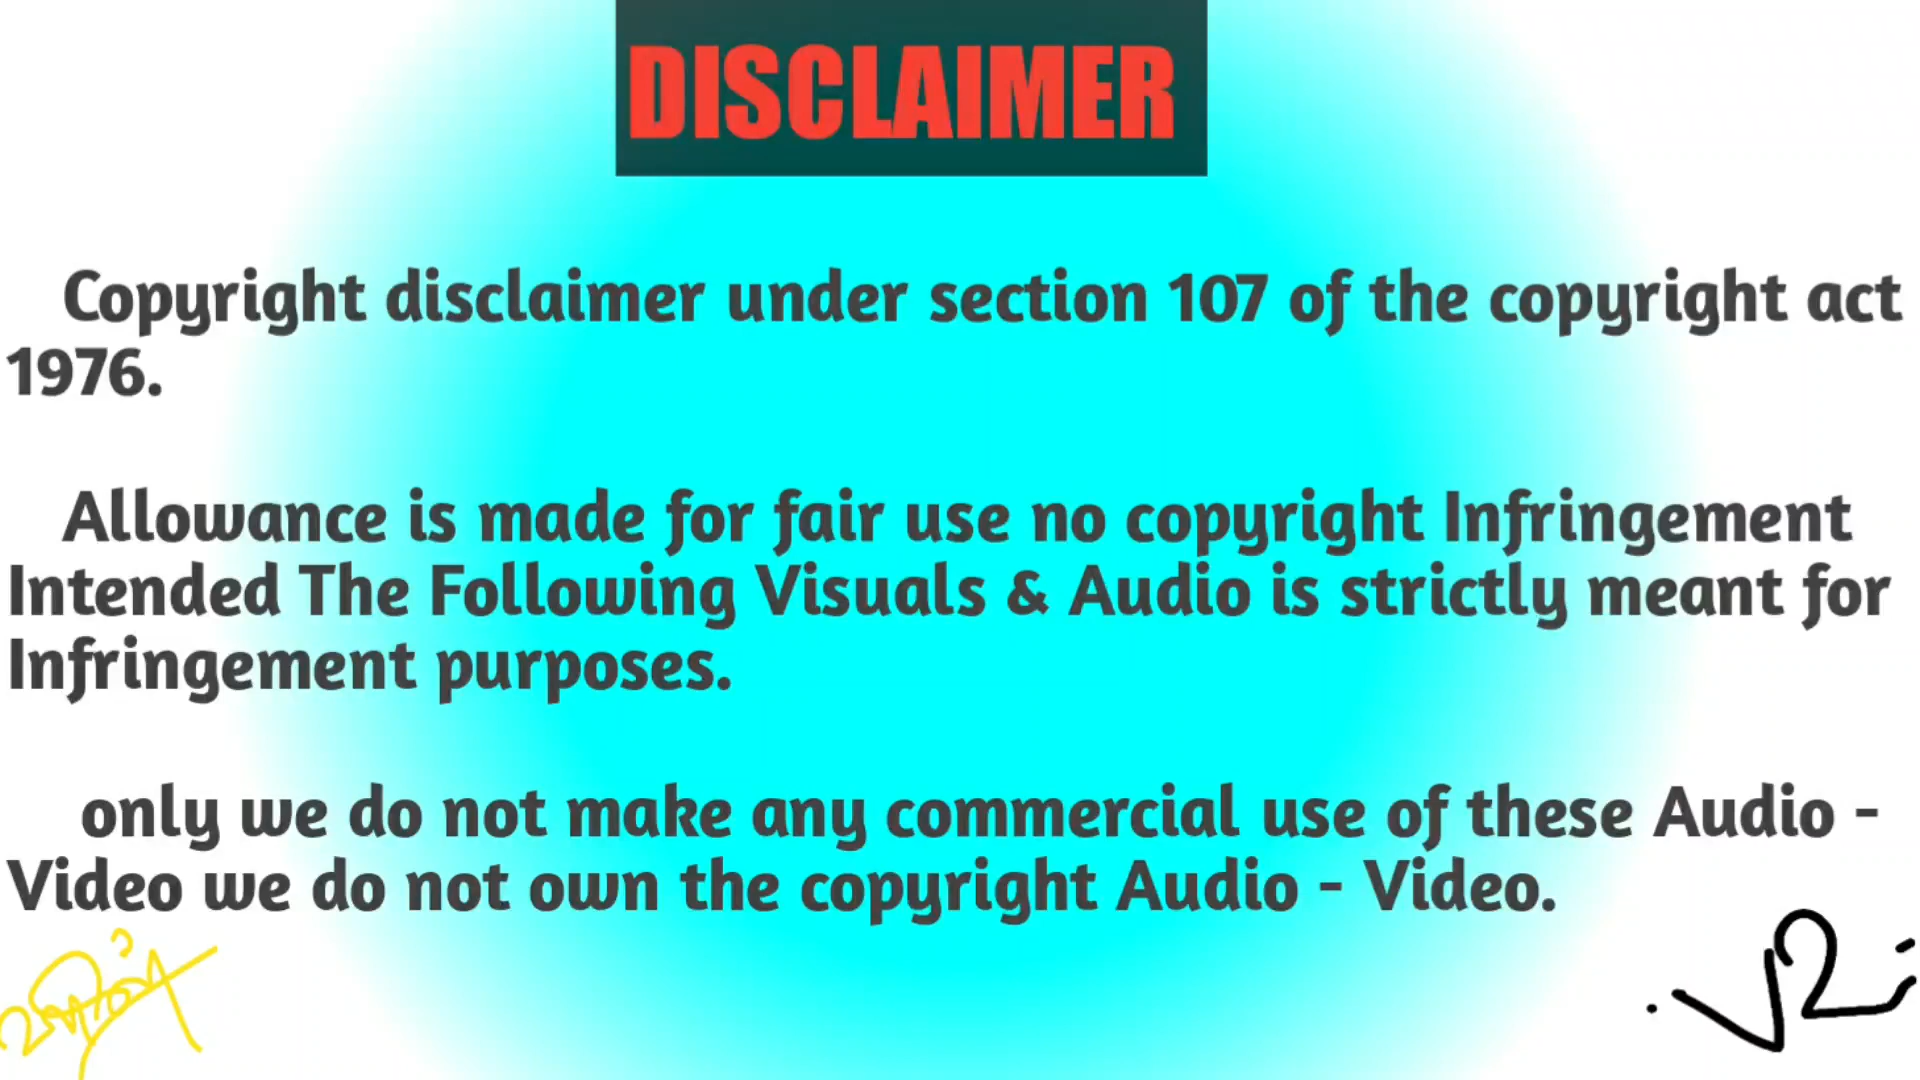 DISCLAIMER
Copyright disclaimer under section 107 of the copyright act
1976.
Allowance is made for fair use no copyright Infringement
Intended The Following Visuals & Audio is strictly meant for
Infringement purposes.
only we do not make any commercial use of these Audio -
Video we do not own the copyright Audio - Video.